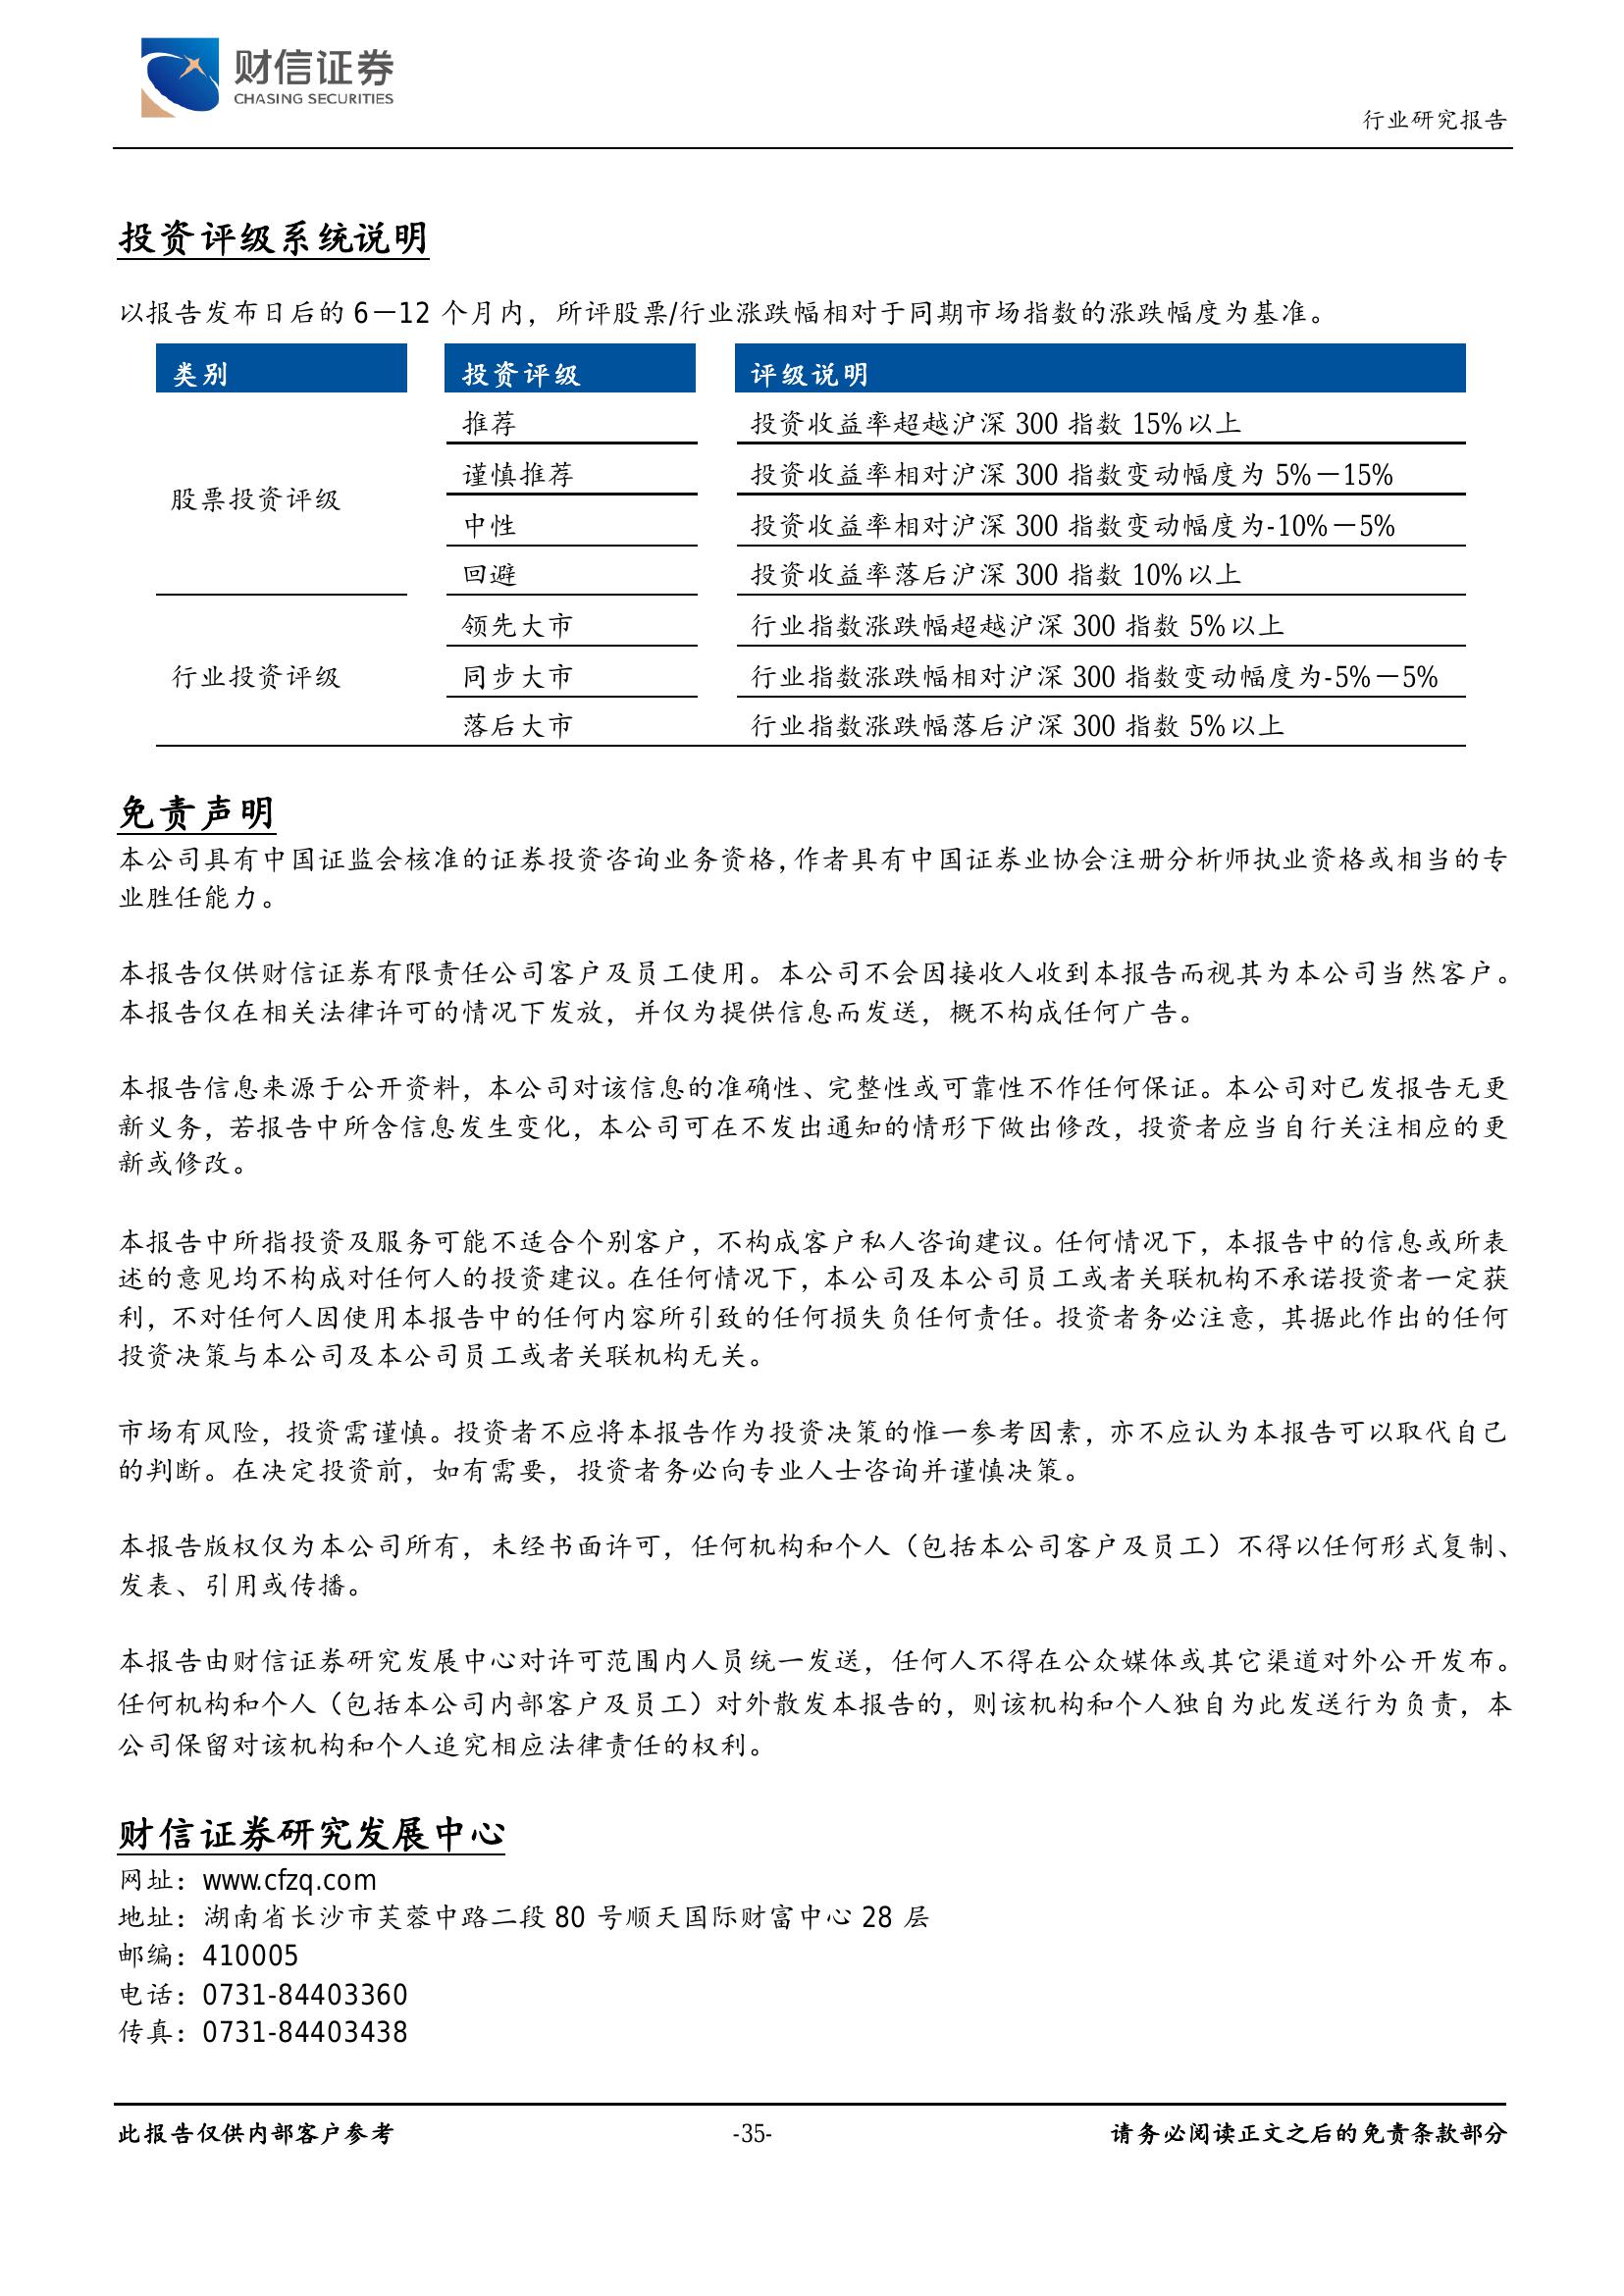 财信证券
CHASING SECURITIES
行业研究报告
投资评级系统说明
以报告发布日后的 6－12 个月内，所评股票/行业涨跌幅相对于同期市场指数的涨跌幅度为基准。
类别 投资评级 评级说明
股票投资评级
推荐 投资收益率超越沪深 300 指数 15%以上
谨慎推荐 投资收益率相对沪深 300 指数变动幅度为 5%－15%
中性 投资收益率相对沪深 300 指数变动幅度为-10%－5%
回避 投资收益率落后沪深 300 指数 10%以上
行业投资评级
领先大市 行业指数涨跌幅超越沪深 300 指数 5%以上
同步大市 行业指数涨跌幅相对沪深 300 指数变动幅度为-5%－5%
落后大市 行业指数涨跌幅落后沪深 300 指数 5%以上
免责声明
本公司具有中国证监会核准的证券投资咨询业务资格，作者具有中国证券业协会注册分析师执业资格或相当的专
业胜任能力。
本报告仅供财信证券有限责任公司客户及员工使用。本公司不会因接收人收到本报告而视其为本公司当然客户。
本报告仅在相关法律许可的情况下发放，并仅为提供信息而发送，概不构成任何广告。
本报告信息来源于公开资料，本公司对该信息的准确性、完整性或可靠性不作任何保证。本公司对已发报告无更
新义务，若报告中所含信息发生变化，本公司可在不发出通知的情形下做出修改，投资者应当自行关注相应的更
新或修改。
本报告中所指投资及服务可能不适合个别客户，不构成客户私人咨询建议。任何情况下，本报告中的信息或所表
述的意见均不构成对任何人的投资建议。在任何情况下，本公司及本公司员工或者关联机构不承诺投资者一定获
利，不对任何人因使用本报告中的任何内容所引致的任何损失负任何责任。投资者务必注意，其据此作出的任何
投资决策与本公司及本公司员工或者关联机构无关。
市场有风险，投资需谨慎。投资者不应将本报告作为投资决策的惟一参考因素，亦不应认为本报告可以取代自己
的判断。在决定投资前，如有需要，投资者务必向专业人士咨询并谨慎决策。
本报告版权仅为本公司所有，未经书面许可，任何机构和个人（包括本公司客户及员工）不得以任何形式复制、
发表、引用或传播。
本报告由财信证券研究发展中心对许可范围内人员统一发送，任何人不得在公众媒体或其它渠道对外公开发布。
任何机构和个人（包括本公司内部客户及员工）对外散发本报告的，则该机构和个人独自为此发送行为负责，本
公司保留对该机构和个人追究相应法律责任的权利。
财信证券研究发展中心
网址：www.cfzq.com
地址：湖南省长沙市芙蓉中路二段 80 号顺天国际财富中心 28 层
邮编：410005
电话：0731-84403360
传真：0731-84403438
此报告仅供内部客户参考 -35- 请务必阅读正文之后的免责条款部分